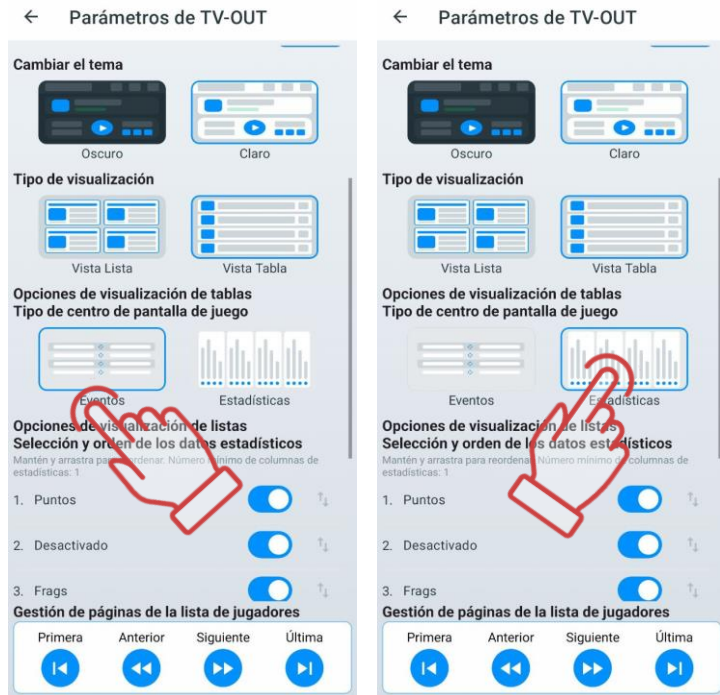 ← Parámetros de TV-OUT
Cambiar el tema
Oscuro Claro
Tipo de visualización
Vista Lista Vista Tabla
Opciones de visualización de tablas
Tipo de centro de pantalla de juego
Eventos Estadísticas
Opciones de visualización de listas
Selección y orden de los datos estadísticos
Mantén y arrastra para reordenar. Número mínimo de columnas de
estadísticas: 1
1. Puntos
2. Desactivado
3. Frags
Gestión de páginas de la lista de jugadores
Primera Anterior Siguiente Última
← Parámetros de TV-OUT
Cambiar el tema
Oscuro Claro
Tipo de visualización
Vista Lista Vista Tabla
Opciones de visualización de tablas
Tipo de centro de pantalla de juego
Eventos Estadísticas
Opciones de visualización de listas
Selección y orden de los datos estadísticos
Mantén y arrastra para reordenar. Número mínimo de columnas de
estadísticas: 1
1. Puntos
2. Desactivado
3. Frags
Gestión de páginas de la lista de jugadores
Primera Anterior Siguiente Última